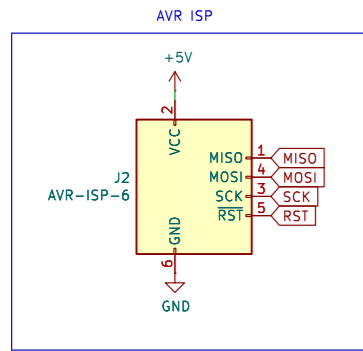 AVR ISP
+5V
2
VCC
J2
AVR-ISP-6
MISO 1 MISO
MOSI 4 MOSI
SCK 3 SCK
RST 5 RST
GND
6
GND